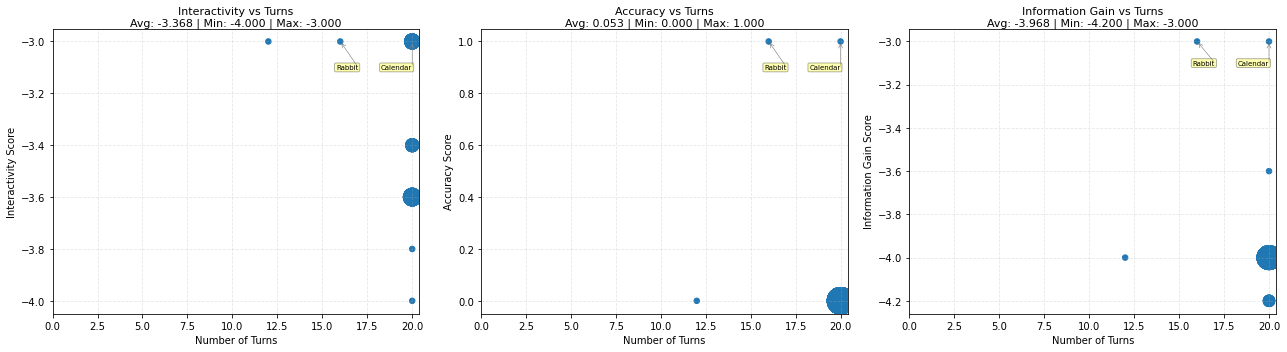 Interactivity vs Turns
Avg: -3.368 | Min: -4.000 | Max: -3.000
−3.0
−3.2
−3.4
−3.6
−3.8
−4.0
Interactivity Score
Rabbit
Calendar
0.0 2.5 5.0 7.5 10.0 12.5 15.0 17.5 20.0
Number of Turns
Accuracy vs Turns
Avg: 0.053 | Min: 0.000 | Max: 1.000
1.0
0.8
0.6
0.4
0.2
0.0
Accuracy Score
Rabbit
Calendar
0.0 2.5 5.0 7.5 10.0 12.5 15.0 17.5 20.0
Number of Turns
Information Gain vs Turns
Avg: -3.968 | Min: -4.200 | Max: -3.000
−3.0
−3.2
−3.4
−3.6
−3.8
−4.0
−4.2
Information Gain Score
Rabbit
Calendar
0.0 2.5 5.0 7.5 10.0 12.5 15.0 17.5 20.0
Number of Turns